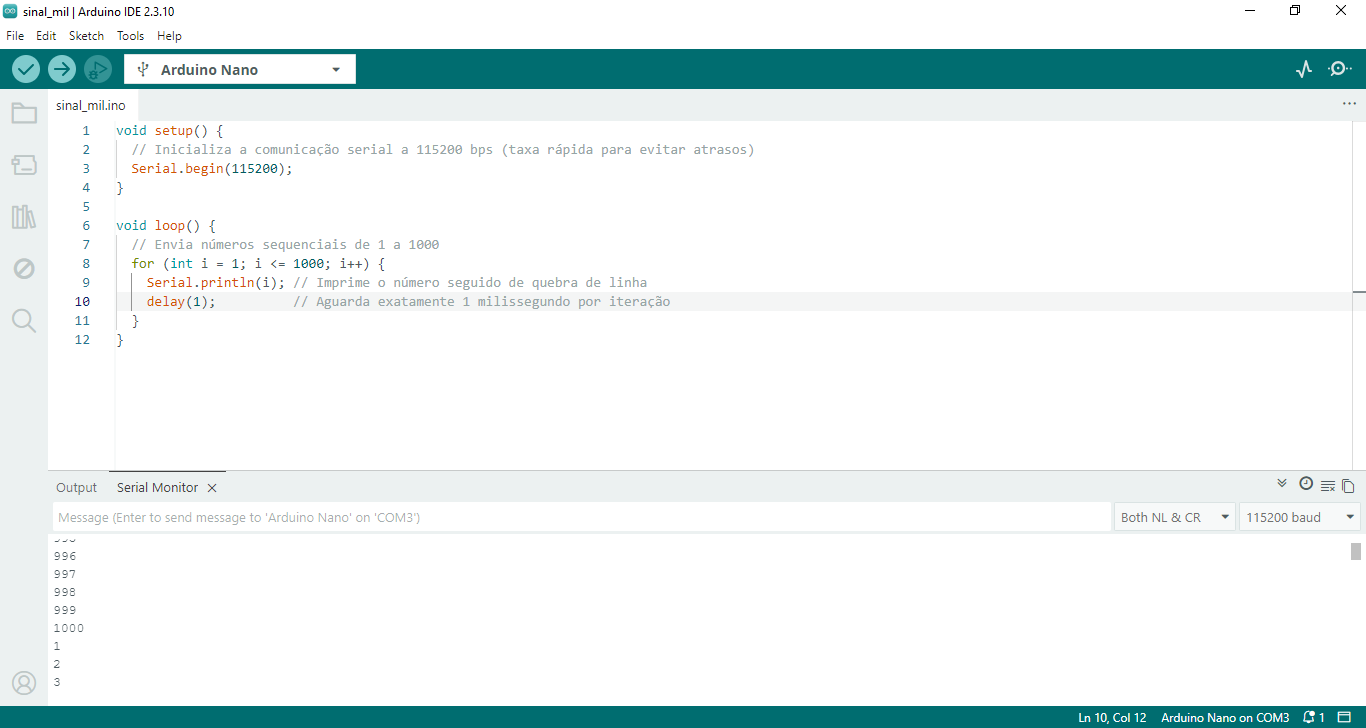 sinal_mil | Arduino IDE 2.3.10
File Edit Sketch Tools Help
Arduino Nano
sinal_mil.ino
1 void setup() {
2 // Inicializa a comunicação serial a 115200 bps (taxa rápida para evitar atrasos)
3 Serial.begin(115200);
4 }
5
6 void loop() {
7 // Envia números sequenciais de 1 a 1000
8 for (int i = 1; i <= 1000; i++) {
9 Serial.println(i); // Imprime o número seguido de quebra de linha
10 delay(1); // Aguarda exatamente 1 milissegundo por iteração
11 }
12 }
Output Serial Monitor
Message (Enter to send message to 'Arduino Nano' on 'COM3') Both NL & CR 115200 baud
996
997
998
999
1000
1
2
3
Ln 10, Col 12 Arduino Nano on COM3 1